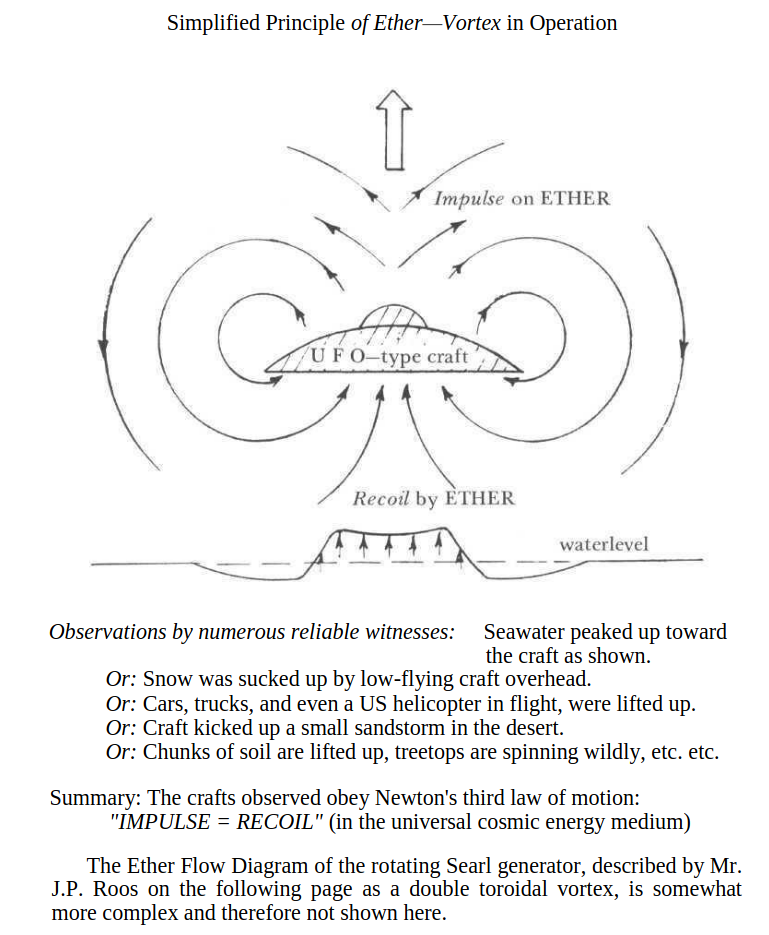 Simplified Principle of Ether—Vortex in Operation
Impulse on ETHER
U F O–type craft
Recoil by ETHER
waterlevel
Observations by numerous reliable witnesses: Seawater peaked up toward
the craft as shown.
Or: Snow was sucked up by low-flying craft overhead.
Or: Cars, trucks, and even a US helicopter in flight, were lifted up.
Or: Craft kicked up a small sandstorm in the desert.
Or: Chunks of soil are lifted up, treetops are spinning wildly, etc. etc.
Summary: The crafts observed obey Newton's third law of motion:
"IMPULSE = RECOIL" (in the universal cosmic energy medium)
The Ether Flow Diagram of the rotating Searl generator, described by Mr.
J.P. Roos on the following page as a double toroidal vortex, is somewhat
more complex and therefore not shown here.